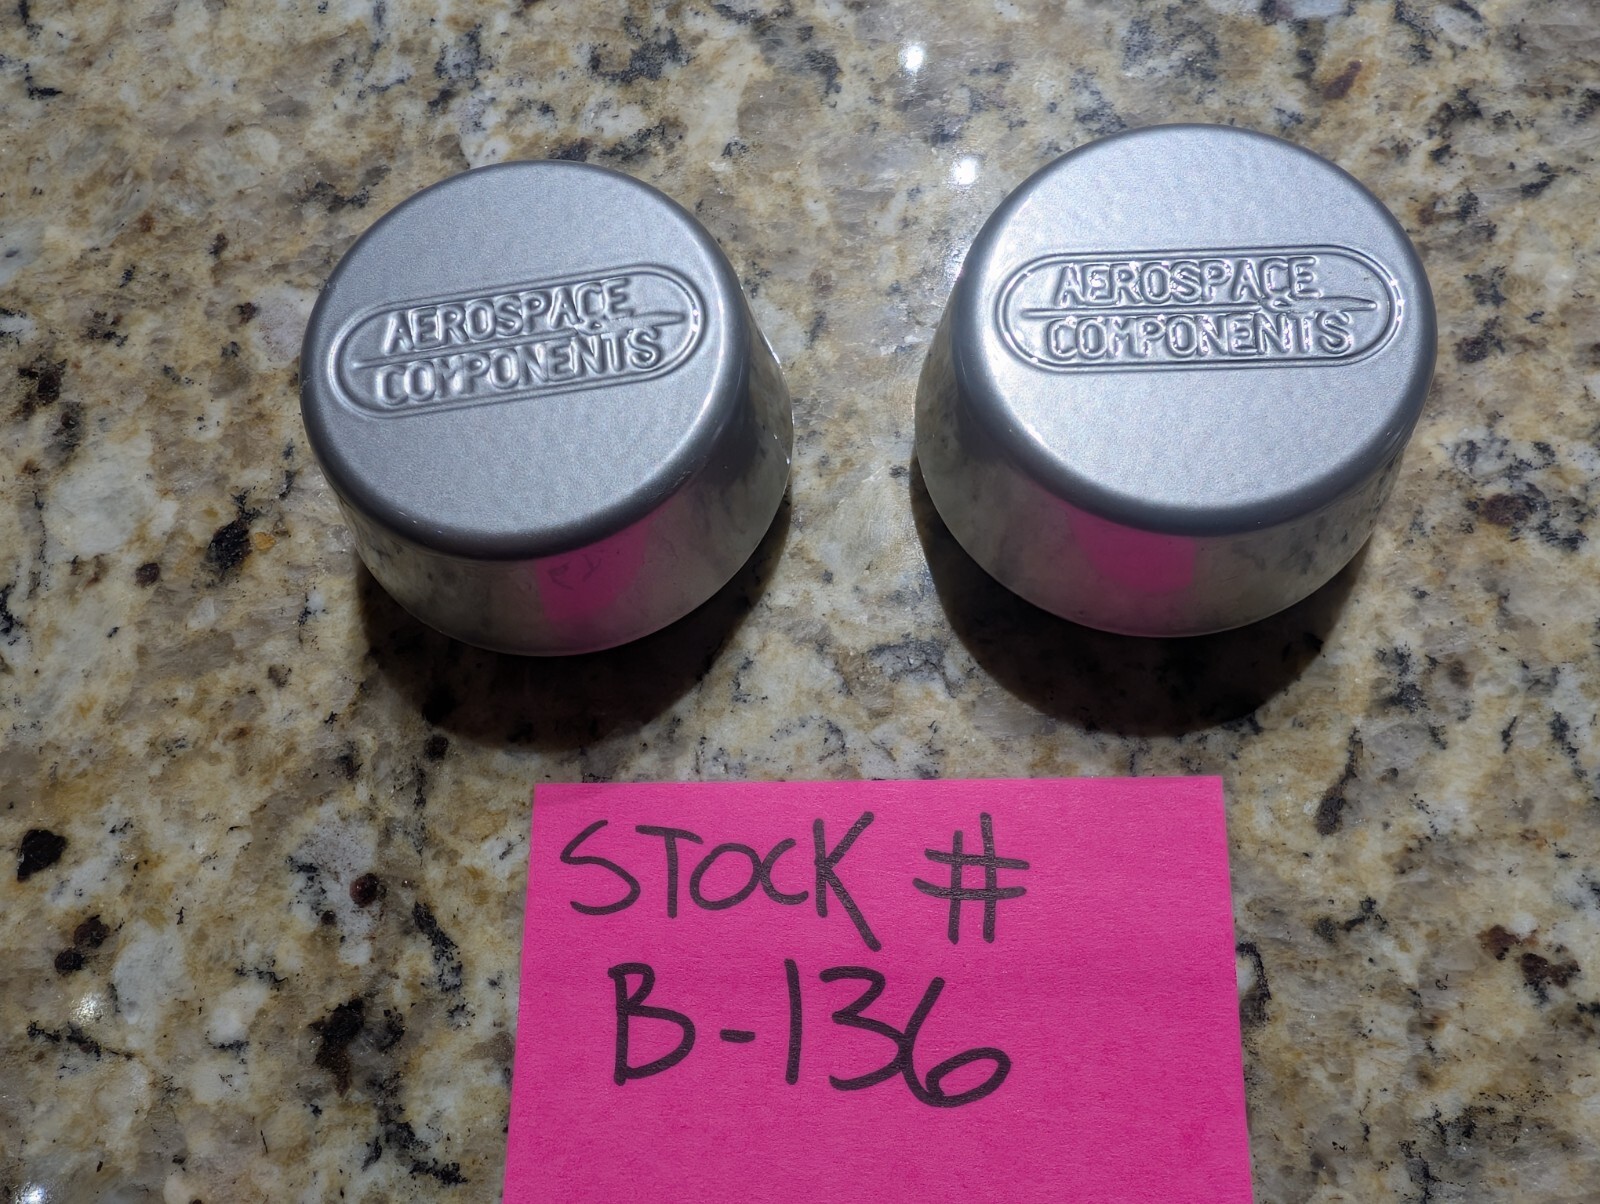 AEROSPACE
COMPONENTS
AEROSPACE
COMPONENTS
STOCK #
B-136